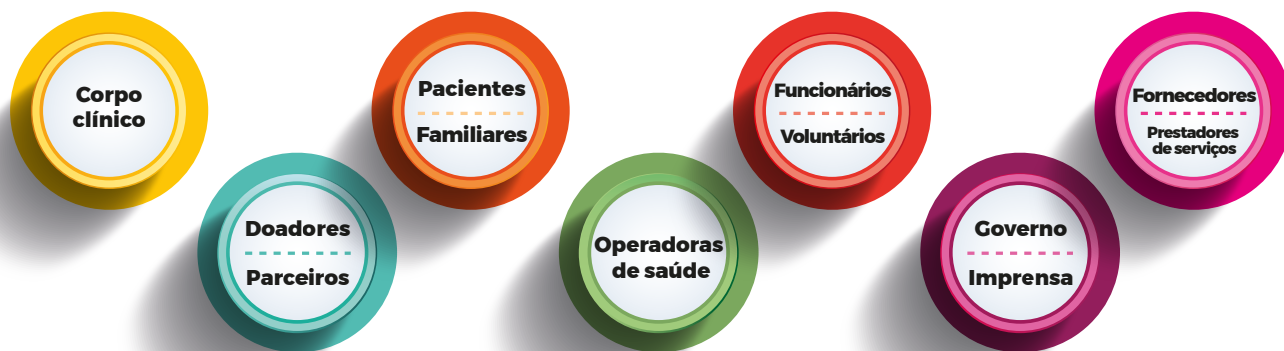 Corpo
clínico
Doadores
Parceiros
Pacientes
Familiares
Operadoras
de saúde
Funcionários
Voluntários
Governo
Imprensa
Fornecedores
Prestadores
de serviços